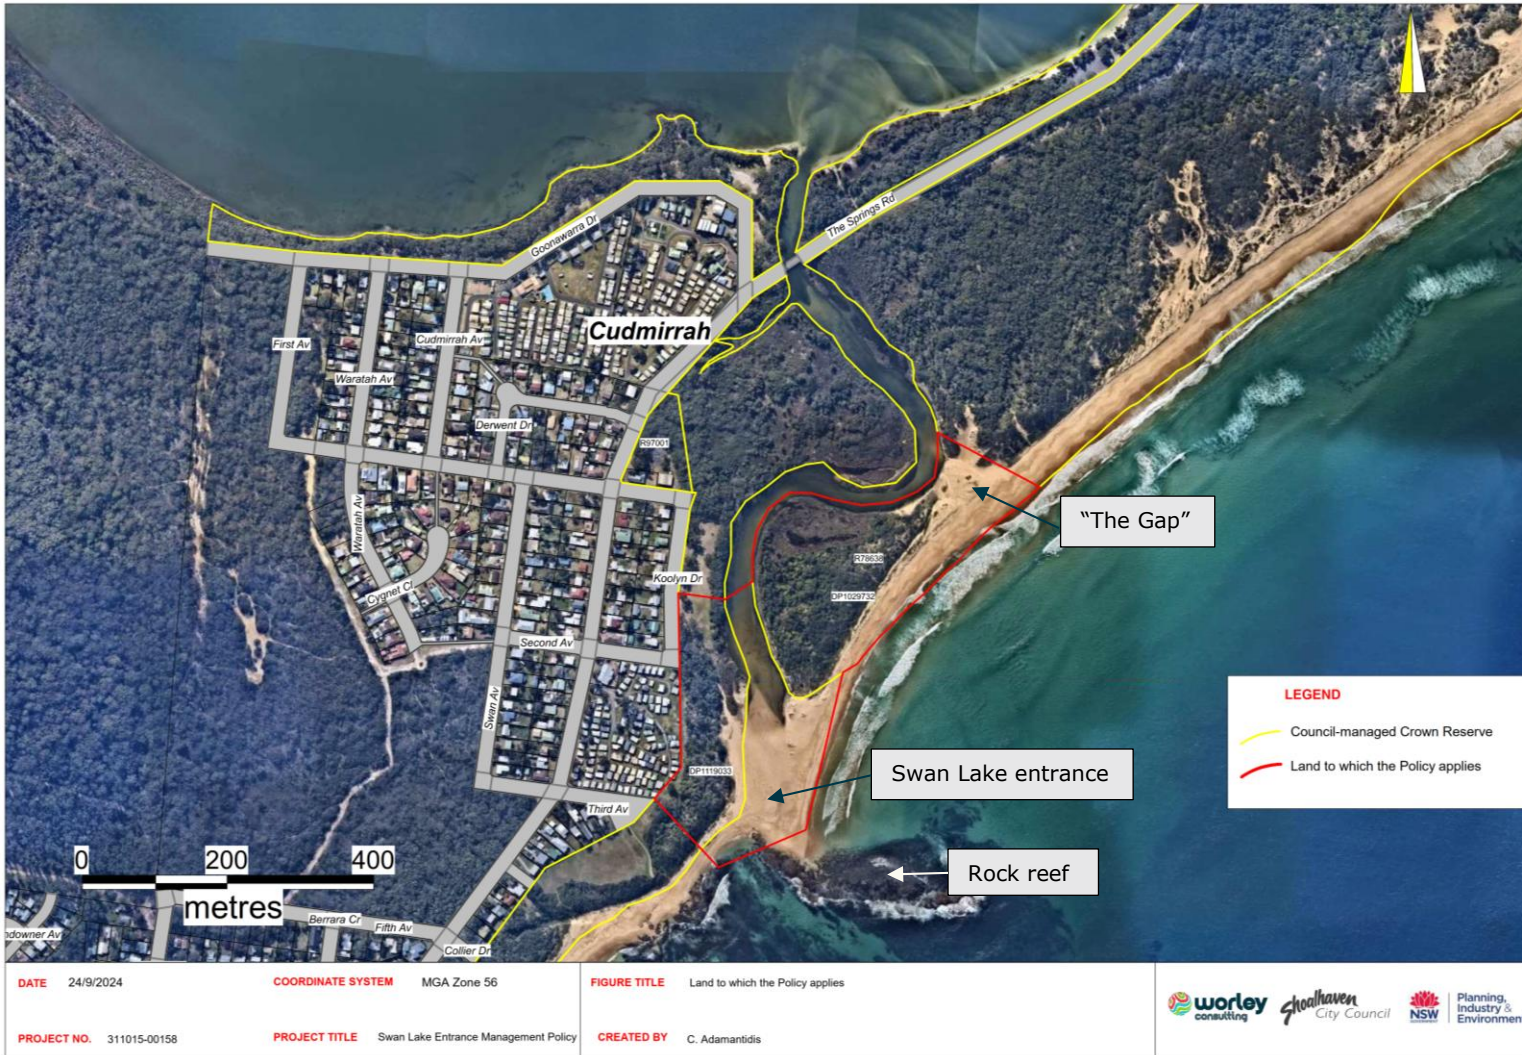 The Springs Rd
Goonawarra Dr
Cudmirrah
First Av
Cudmirrah Av
Waratah Av
Derwent Dr
R97001
"The Gap"
Waratah Av
R78638
Koolyn Dr
Cygnet Cl
DP1029732
Second Av
LEGEND
Council-managed Crown Reserve
Land to which the Policy applies
Swan Av
DP1119033
Swan Lake entrance
Third Av
0 200 400
metres
Rock reef
Berrara Cr
Fifth Av
ndowner Av
Collier Dr
DATE 24/9/2024
COORDINATE SYSTEM MGA Zone 56
FIGURE TITLE Land to which the Policy applies
PROJECT NO. 311015-00158
PROJECT TITLE Swan Lake Entrance Management Policy
CREATED BY C. Adamantidis
worley
consulting
Shoalhaven
City Council
NSW
GOVERNMENT
Planning,
Industry &
Environmen